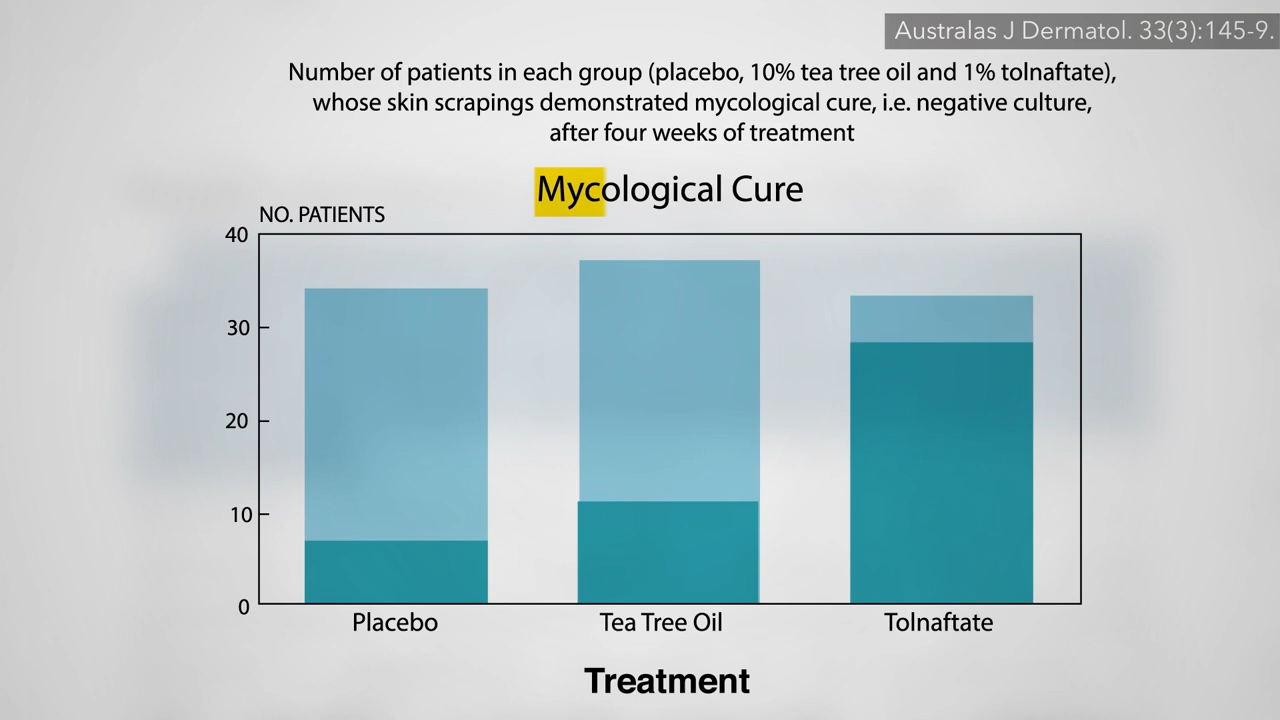 Australas J Dermatol. 33(3):145-9.
Number of patients in each group (placebo, 10% tea tree oil and 1% tolnaftate),
whose skin scrapings demonstrated mycological cure, i.e. negative culture,
after four weeks of treatment
Mycological Cure
NO. PATIENTS
40
30
20
10
0
Placebo
Tea Tree Oil
Tolnaftate
Treatment